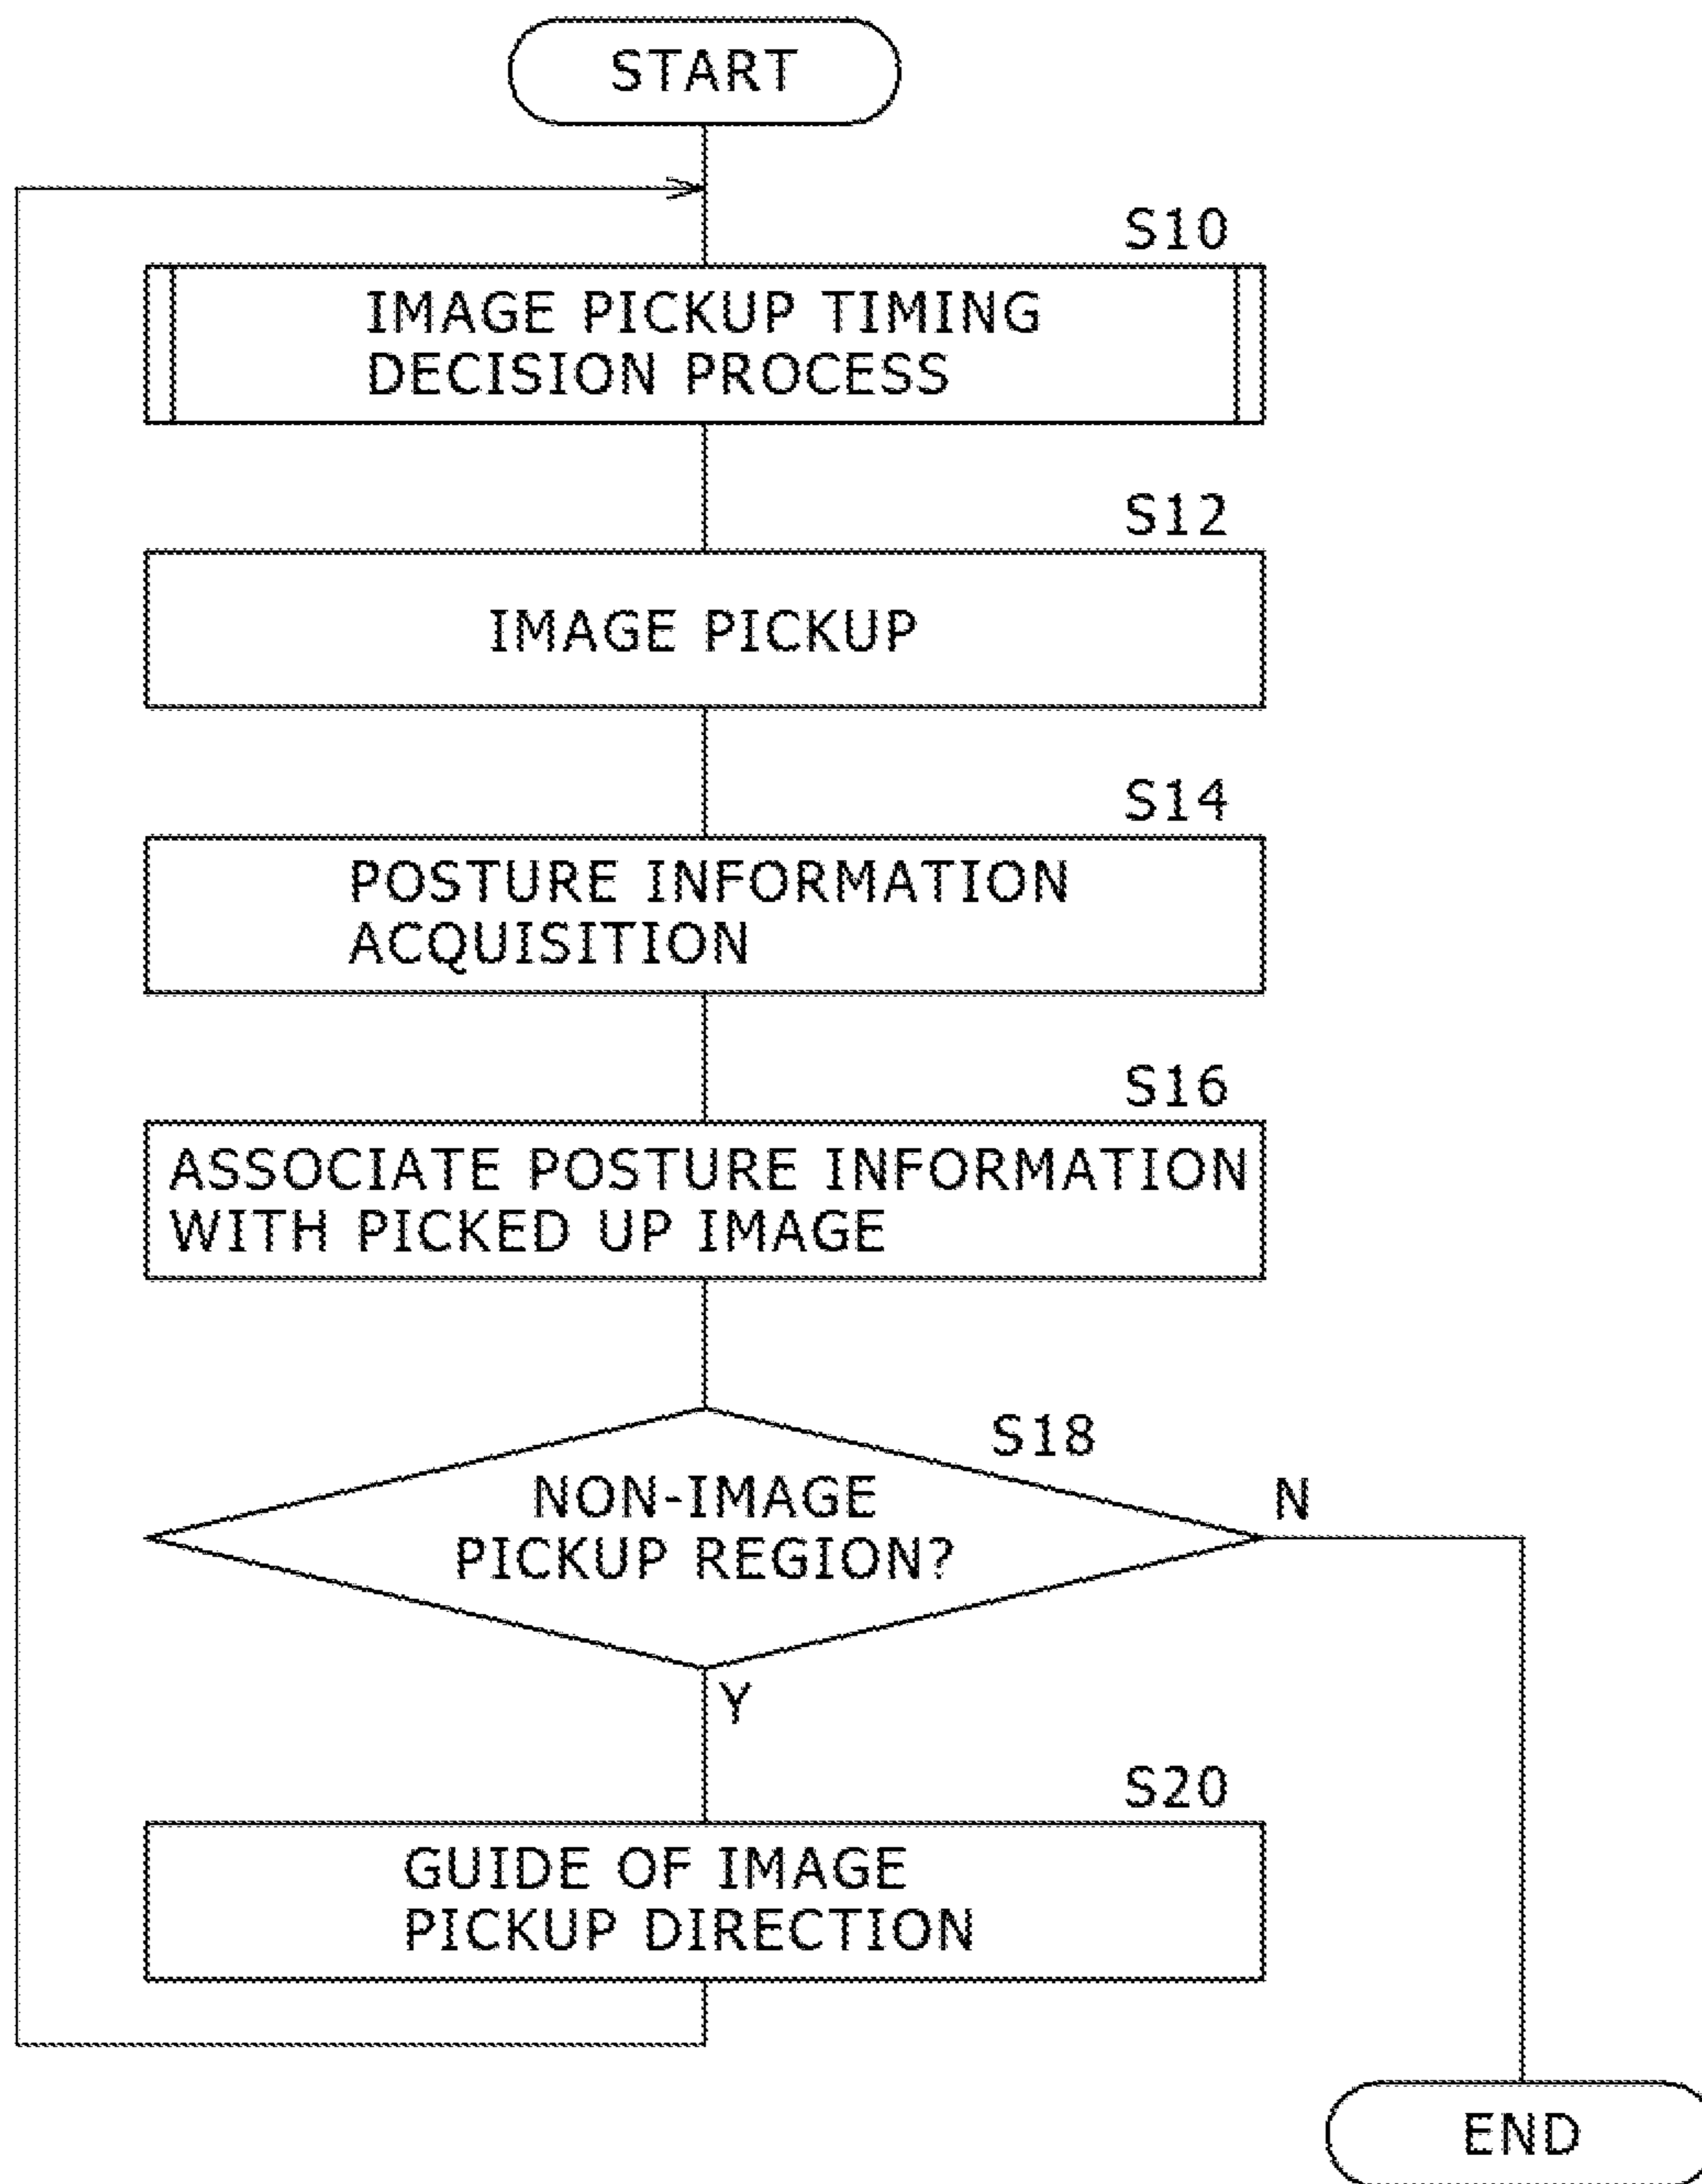 START
S10
IMAGE PICKUP TIMING
DECISION PROCESS
S12
IMAGE PICKUP
S14
POSTURE INFORMATION
ACQUISITION
S16
ASSOCIATE POSTURE INFORMATION
WITH PICKED UP IMAGE
S18
NON-IMAGE
PICKUP REGION?
N
Y
S20
GUIDE OF IMAGE
PICKUP DIRECTION
END